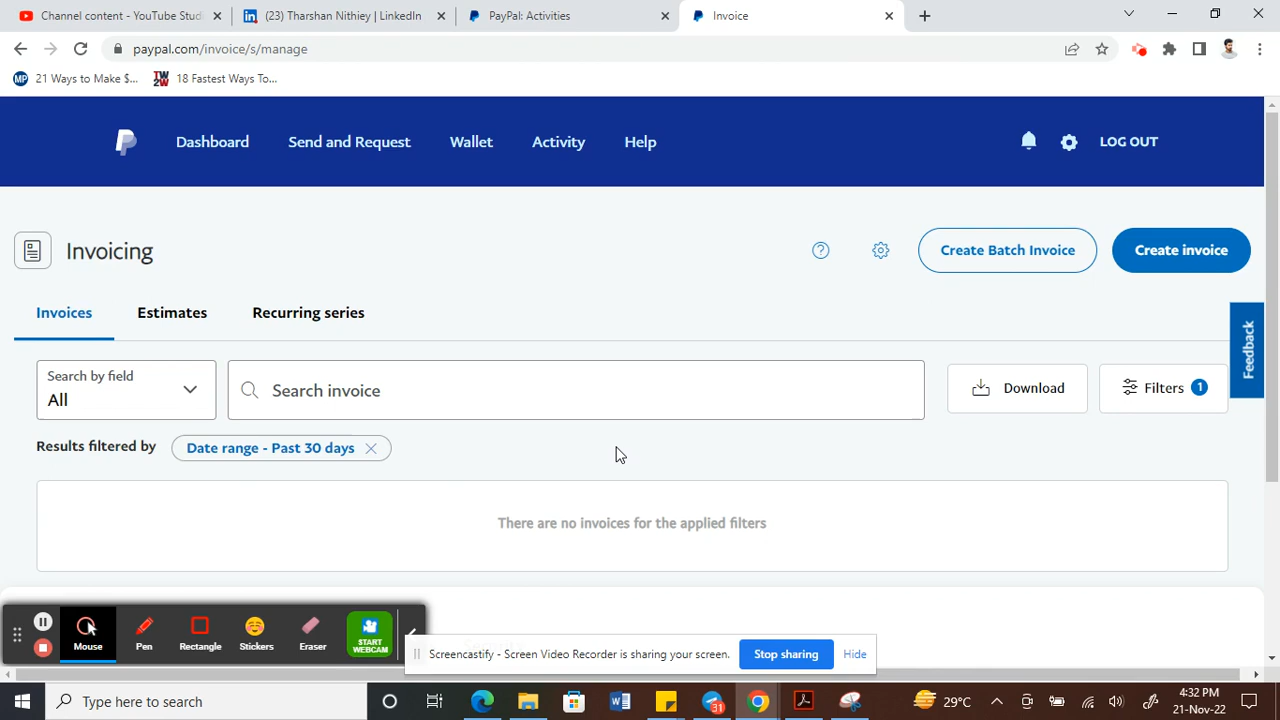 Channel content - YouTube Stud
(23) Tharshan Nithiey | LinkedIn
PayPal: Activities
Invoice
paypal.com/invoice/s/manage
MP 21 Ways to Make $...
TW2W 18 Fastest Ways To...
Dashboard
Send and Request
Wallet
Activity
Help
LOG OUT
Invoicing
Create Batch Invoice
Create invoice
Invoices
Estimates
Recurring series
Feedback
Search by field
All
Search invoice
Download
Filters 1
Results filtered by
Date range - Past 30 days
There are no invoices for the applied filters
Mouse
Pen
Rectangle
Stickers
Eraser
START
WEBCAM
Screencastify - Screen Video Recorder is sharing your screen.
Stop sharing
Hide
Type here to search
31
29°C
4:32 PM
21-Nov-22